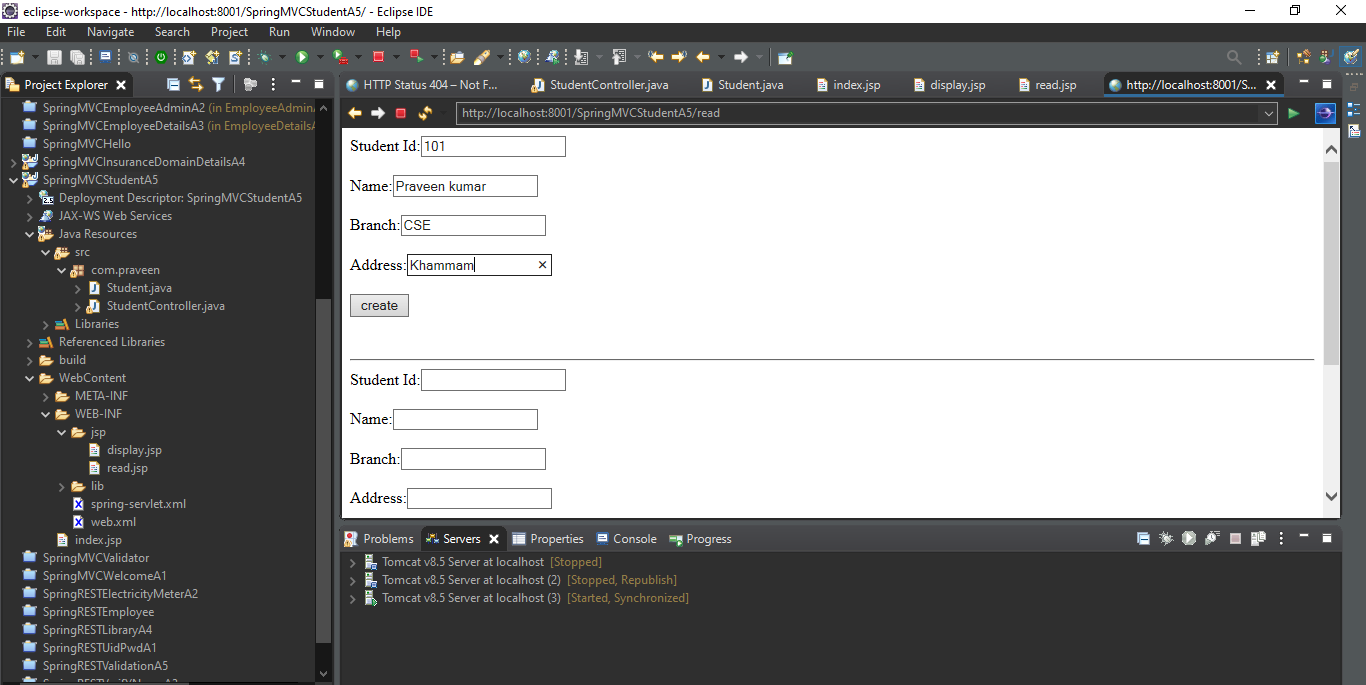 eclipse-workspace - http://localhost:8001/SpringMVCStudentA5/ - Eclipse IDE
File Edit Navigate Search Project Run Window Help
Project Explorer
SpringMVCEmployeeAdminA2 (in EmployeeAdmin
SpringMVCEmployeeDetailsA3 (in EmployeeDetails
SpringMVCHello
SpringMVCInsuranceDomainDetailsA4
SpringMVCStudentA5
Deployment Descriptor: SpringMVCStudentA5
JAX-WS Web Services
Java Resources
src
com.praveen
Student.java
StudentController.java
Libraries
Referenced Libraries
build
WebContent
META-INF
WEB-INF
jsp
display.jsp
read.jsp
lib
spring-servlet.xml
web.xml
index.jsp
SpringMVCValidator
SpringMVCWelcomeA1
SpringRESTElectricityMeterA2
SpringRESTEmployee
SpringRESTLibraryA4
SpringRESTUidPwdA1
SpringRESTValidationA5
HTTP Status 404 – Not F... StudentController.java Student.java index.jsp display.jsp read.jsp http://localhost:8001/S...
http://localhost:8001/SpringMVCStudentA5/read
Student Id: 101
Name: Praveen kumar
Branch: CSE
Address: Khammam
create
Student Id:
Name:
Branch:
Address:
Problems Servers Properties Console Progress
Tomcat v8.5 Server at localhost [Stopped]
Tomcat v8.5 Server at localhost (2) [Stopped, Republish]
Tomcat v8.5 Server at localhost (3) [Started, Synchronized]